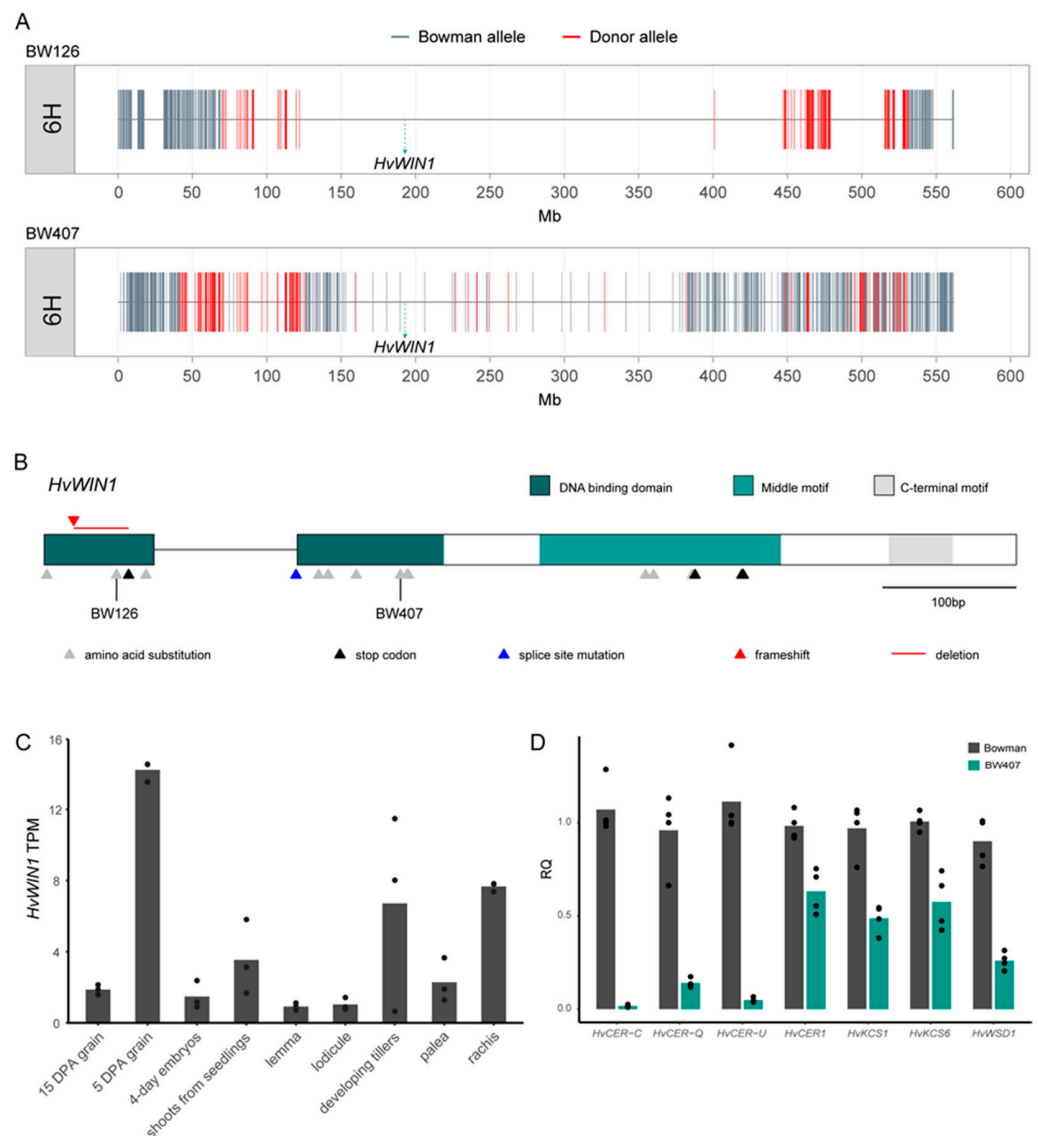 A
Bowman allele Donor allele
BW126
6H
HvWIN1
0 50 100 150 200 250 300 350 400 450 500 550 600
Mb
BW407
6H
HvWIN1
0 50 100 150 200 250 300 350 400 450 500 550 600
Mb
B
HvWIN1
DNA binding domain Middle motif C-terminal motif
BW126 BW407
100bp
amino acid substitution stop codon splice site mutation frameshift deletion
C
HvWIN1 TPM
16
12
8
4
0
15 DPA grain
5 DPA grain
4-day embryos
shoots from seedlings
lemma
lodicule
developing tillers
palea
rachis
D
Bowman
BW407
RQ
1.0
0.5
0.0
HvCER−C HvCER−Q HvCER−U HvCER1 HvKCS1 HvKCS6 HvWSD1